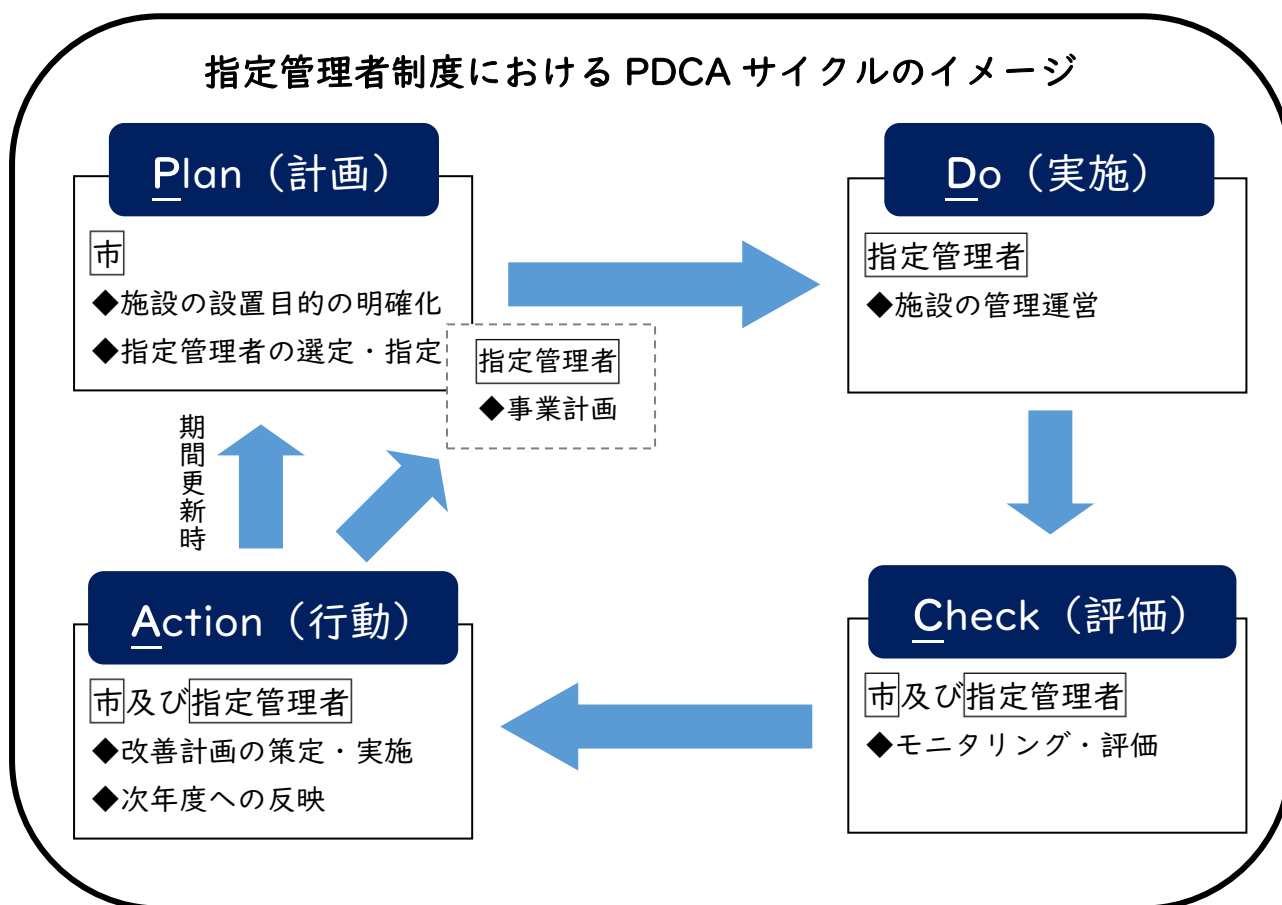 指定管理者制度における PDCA サイクルのイメージ
Plan（計画）
市
◆施設の設置目的の明確化
◆指定管理者の選定・指定
指定管理者
◆事業計画
Do（実施）
指定管理者
◆施設の管理運営
期間更新時
Action（行動）
市及び指定管理者
◆改善計画の策定・実施
◆次年度への反映
Check（評価）
市及び指定管理者
◆モニタリング・評価